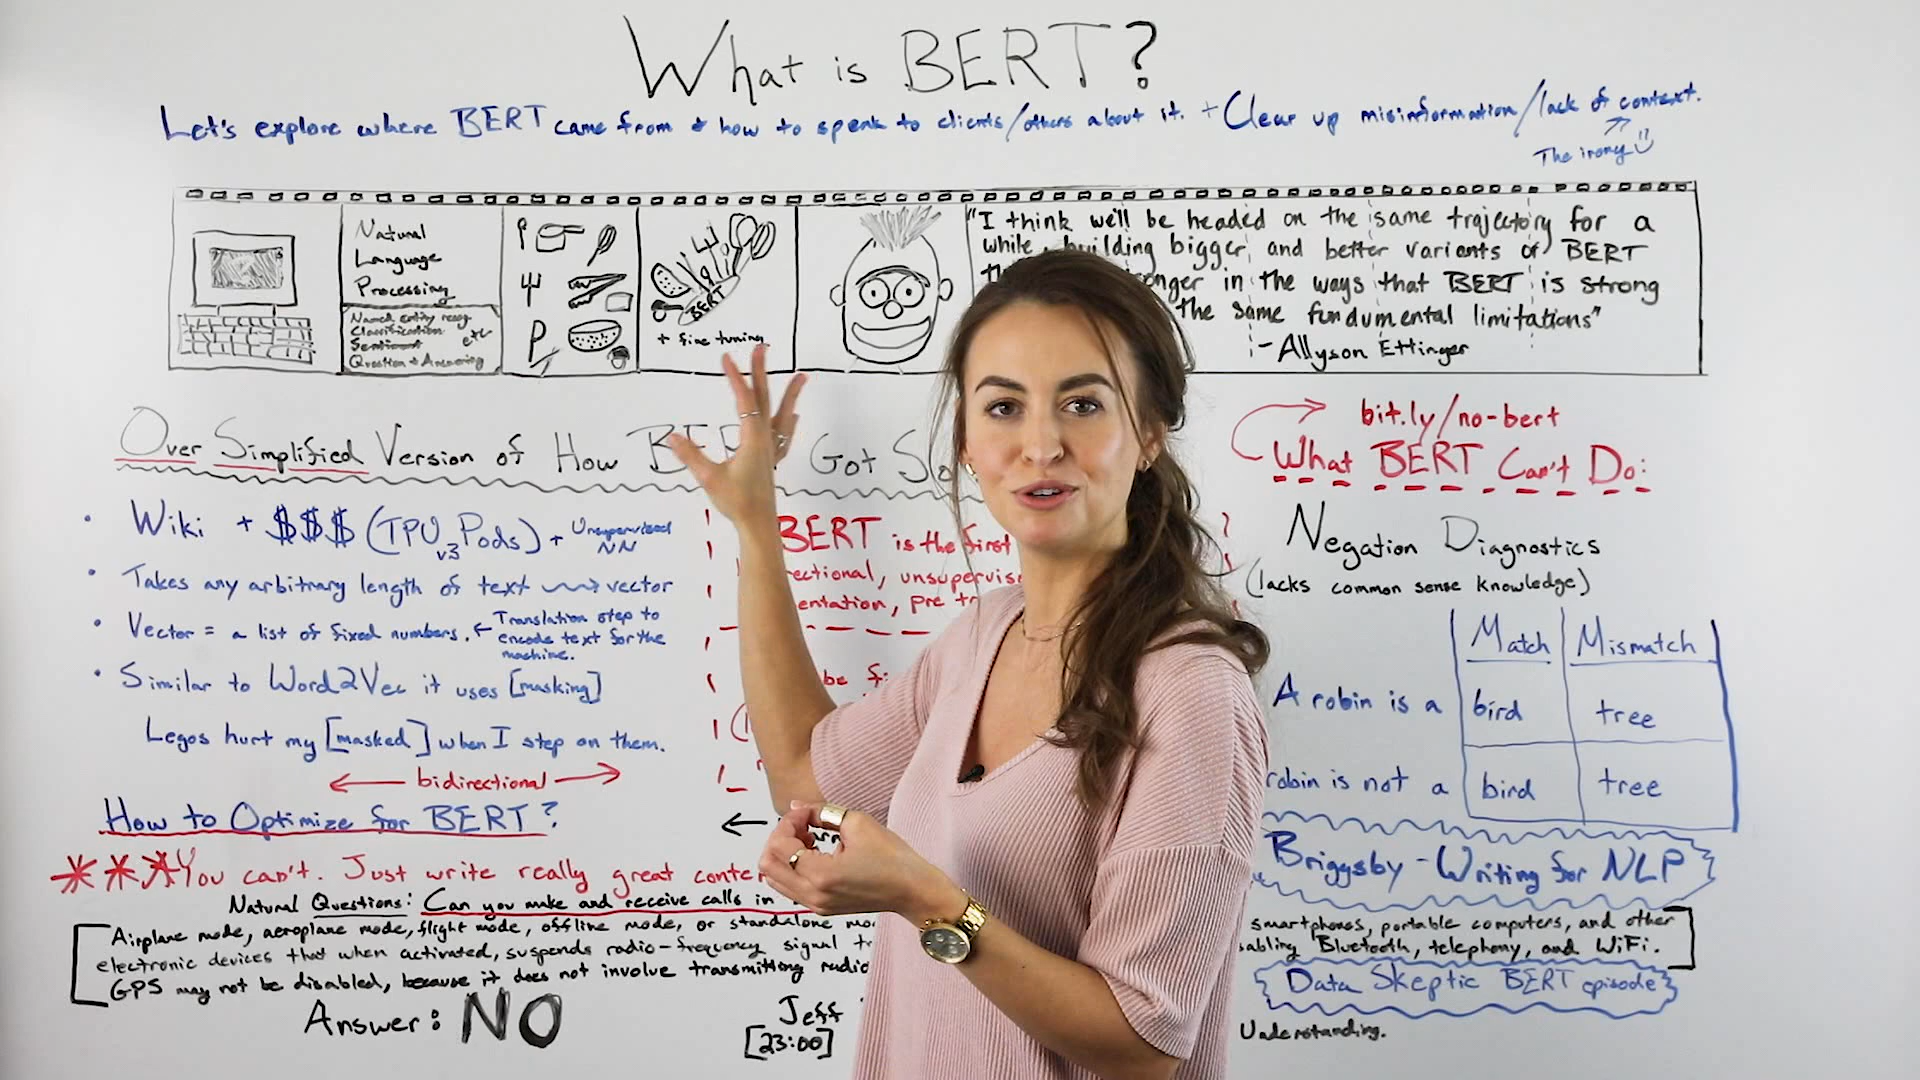 What is BERT?
Let's explore where BERT came from & how to speak to clients/others about it. + Clear up misinformation/lack of context.
The irony
Natural
Language
Processing
Named entity recog.
Classification
Sentiment etc
Question & Answering
BERT
+ fine tuning
"I think we'll be headed on the same trajectory for a
while building bigger and better variants of BERT
in the ways that BERT is strong
the same fundumental limitations"
- Allyson Ettinger
Over Simplified Version of How Got
Wiki + $$$ (TPU v3 Pods) + Unsupervised NN
Takes any arbitrary length of text vector
Vector = a list of fixed numbers. ← Translation step to
encode text for the
machine.
Similar to Word2Vec it uses [masking]
Legos hurt my [masked] when I step on them.
← bidirectional →
BERT is the first
bit.ly/no-bert
What BERT Can't Do:
Negation Diagnostics
(lacks common sense knowledge)
Match Mismatch
A robin is a bird tree
robin is not a bird tree
How to Optimize for BERT?
You can't. Just write really great
Natural Questions: Can you make and receive calls in
Airplane mode, aeroplane mode, flight mode, offline mode, or standalone
electronic devices that when activated, suspends radio-frequency signal
GPS may not be disabled, because it does not involve transmitting radio
smartphones, portable computers, and other
Bluetooth, telephony, and WiFi.
Answer: NO
Jeff
[23:00]
Briggsby - Writing for NLP
Data Skeptic BERT episode
Understanding.